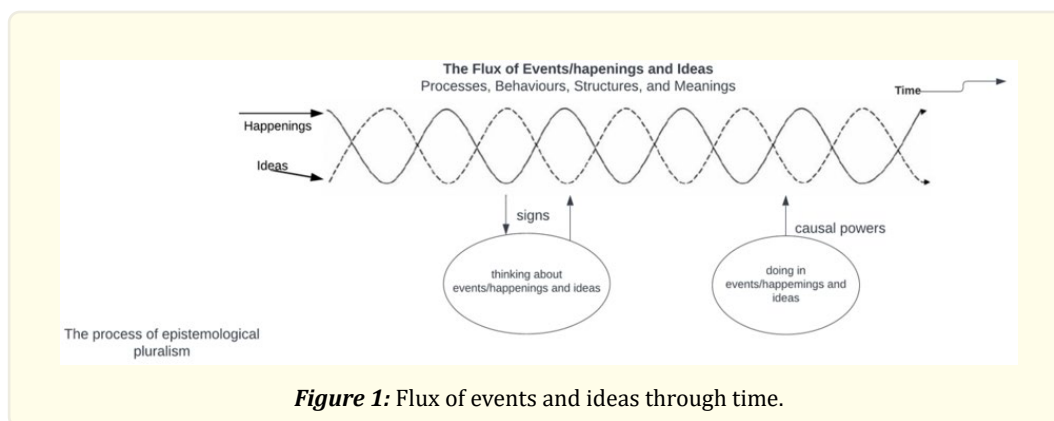 The Flux of Events/hapenings and Ideas
Processes, Behaviours, Structures, and Meanings
Time
Happenings
Ideas
signs
causal powers
thinking about
events/happenings and ideas
doing in
events/happemings and
ideas
The process of epistemological
pluralism
Figure 1: Flux of events and ideas through time.